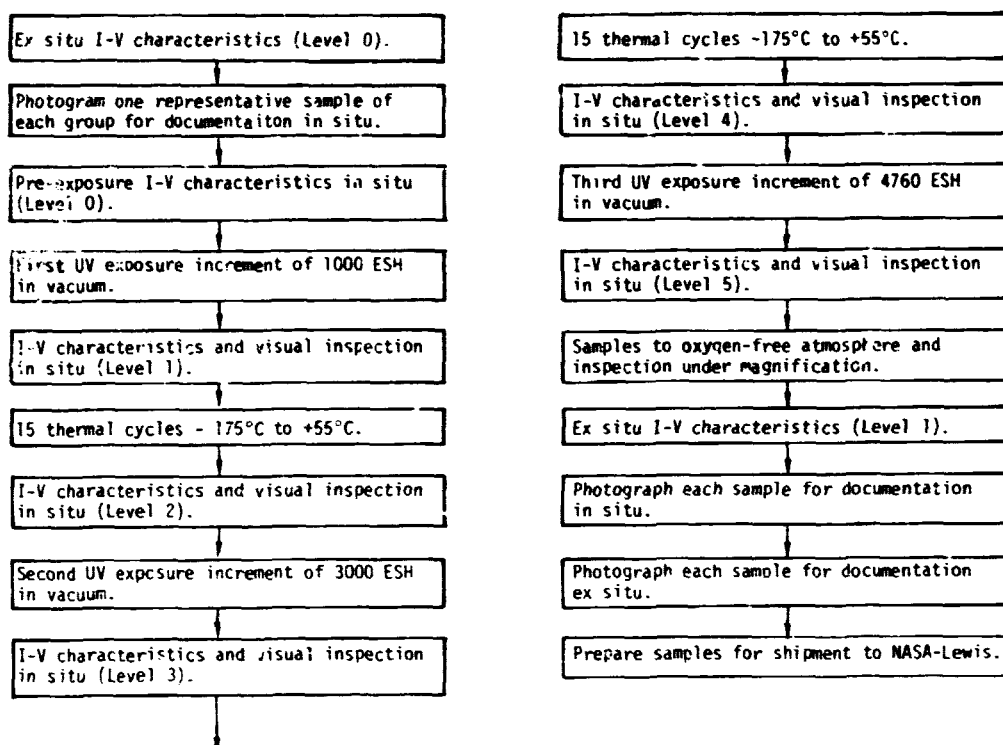 Ex situ I-V characteristics (Level 0).
Photogram one representative sample of
each group for documentaiton in situ.
Pre-exposure I-V characteristics in situ
(Level 0).
First UV exposure increment of 1000 ESH
in vacuum.
I-V characteristics and visual inspection
in situ (Level 1).
15 thermal cycles - 175°C to +55°C.
I-V characteristics and visual inspection
in situ (Level 2).
Second UV exposure increment of 3000 ESH
in vacuum.
I-V characteristics and visual inspection
in situ (Level 3).
15 thermal cycles -175°C to +55°C.
I-V characteristics and visual inspection
in situ (Level 4).
Third UV exposure increment of 4760 ESH
in vacuum.
I-V characteristics and visual inspection
in situ (Level 5).
Samples to oxygen-free atmosphere and
inspection under magnification.
Ex situ I-V characteristics (Level 1).
Photograph each sample for documentation
in situ.
Photograph each sample for documentation
ex situ.
Prepare samples for shipment to NASA-Lewis.